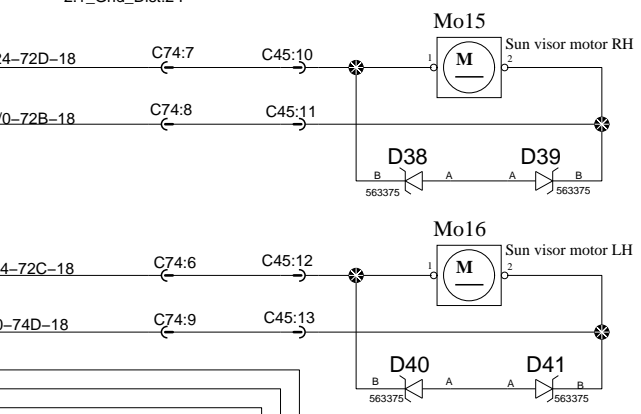 Mo15
Sun visor motor RH
C74:7 C45:10 1 M 2
24–72D–18
C74:8 C45:11
/0–72B–18
D38 D39
B A A B
563375 563375
Mo16
Sun visor motor LH
C74:6 C45:12 1 M 2
4–72C–18
C74:9 C45:13
0–74D–18
D40 D41
B A A B
563375 563375